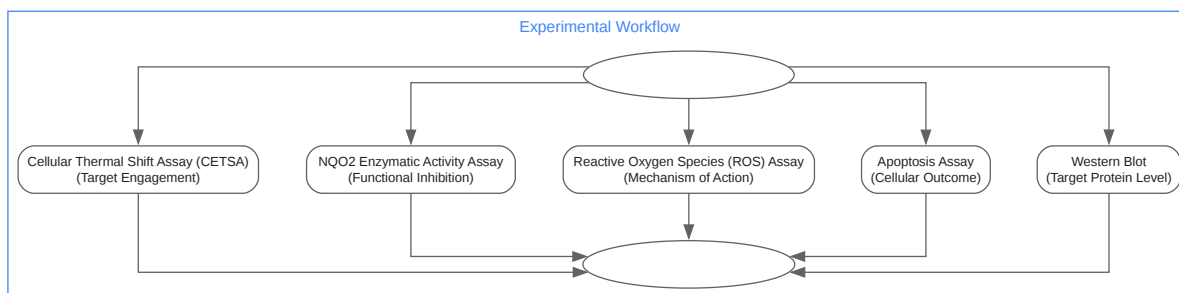 Experimental Workflow
Cellular Thermal Shift Assay (CETSA)
(Target Engagement)
NQO2 Enzymatic Activity Assay
(Functional Inhibition)
Reactive Oxygen Species (ROS) Assay
(Mechanism of Action)
Apoptosis Assay
(Cellular Outcome)
Western Blot
(Target Protein Level)